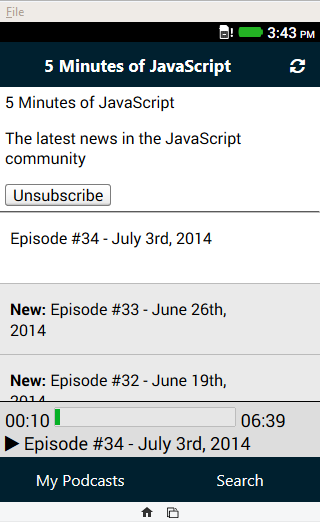 File
3:43 PM
5 Minutes of JavaScript
5 Minutes of JavaScript
The latest news in the JavaScript
community
Unsubscribe
Episode #34 - July 3rd, 2014
New: Episode #33 - June 26th,
2014
New: Episode #32 - June 19th,
2014
00:10 06:39
Episode #34 - July 3rd, 2014
My Podcasts Search